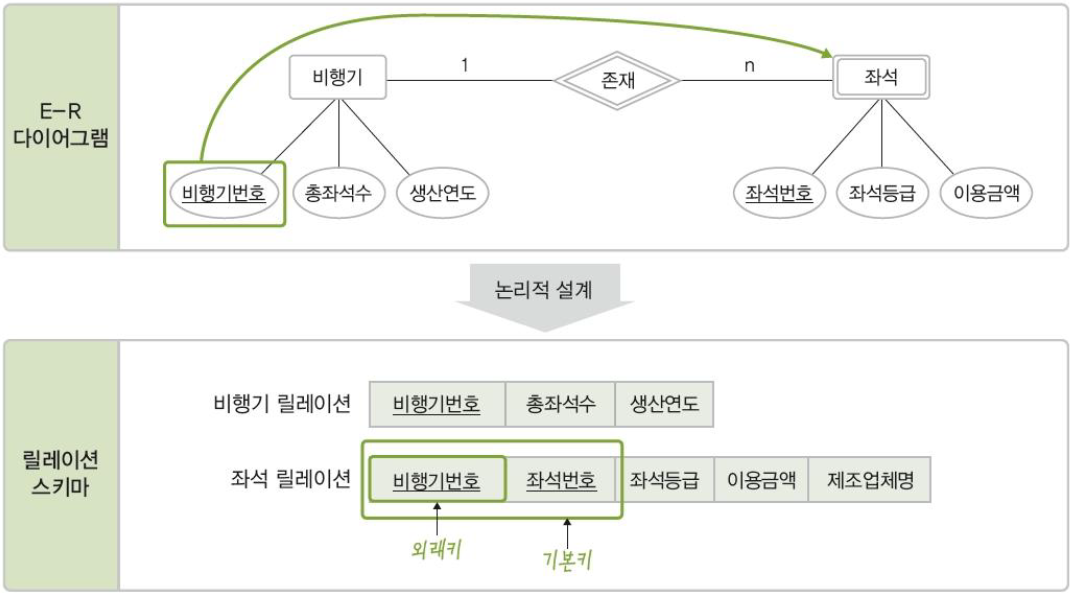 E-R
다이어그램
비행기
1
존재
n
좌석
비행기번호
총좌석수
생산연도
좌석번호
좌석등급
이용금액
논리적 설계
릴레이션
스키마
비행기 릴레이션
비행기번호
총좌석수
생산연도
좌석 릴레이션
비행기번호
좌석번호
좌석등급
이용금액
제조업체명
외래키
기본키